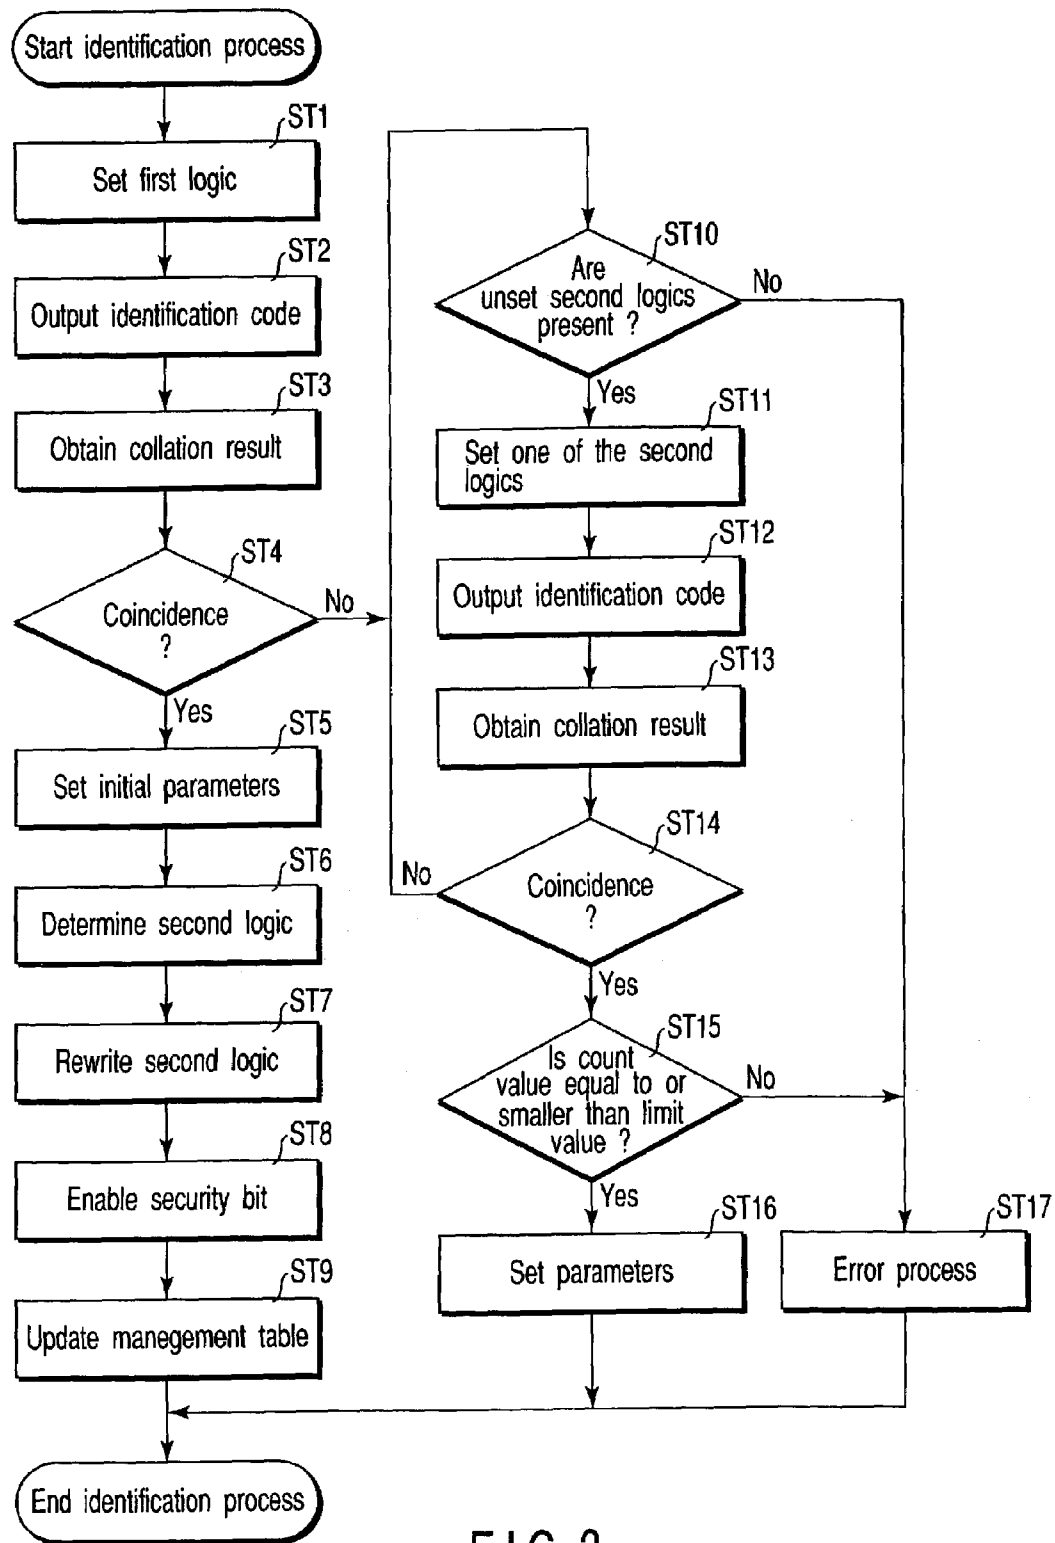 Start identification process
ST1
Set first logic
ST2
Output identification code
ST3
Obtain collation result
ST4
Coincidence
?
No
Yes
ST5
Set initial parameters
ST6
Determine second logic
ST7
Rewrite second logic
ST8
Enable security bit
ST9
Update manegement table
End identification process
ST10
Are
unset second logics
present ?
No
Yes
ST11
Set one of the second
logics
ST12
Output identification code
ST13
Obtain collation result
ST14
Coincidence
?
No
Yes
ST15
Is count
value equal to or
smaller than limit
value ?
No
Yes
ST16
Set parameters
ST17
Error process